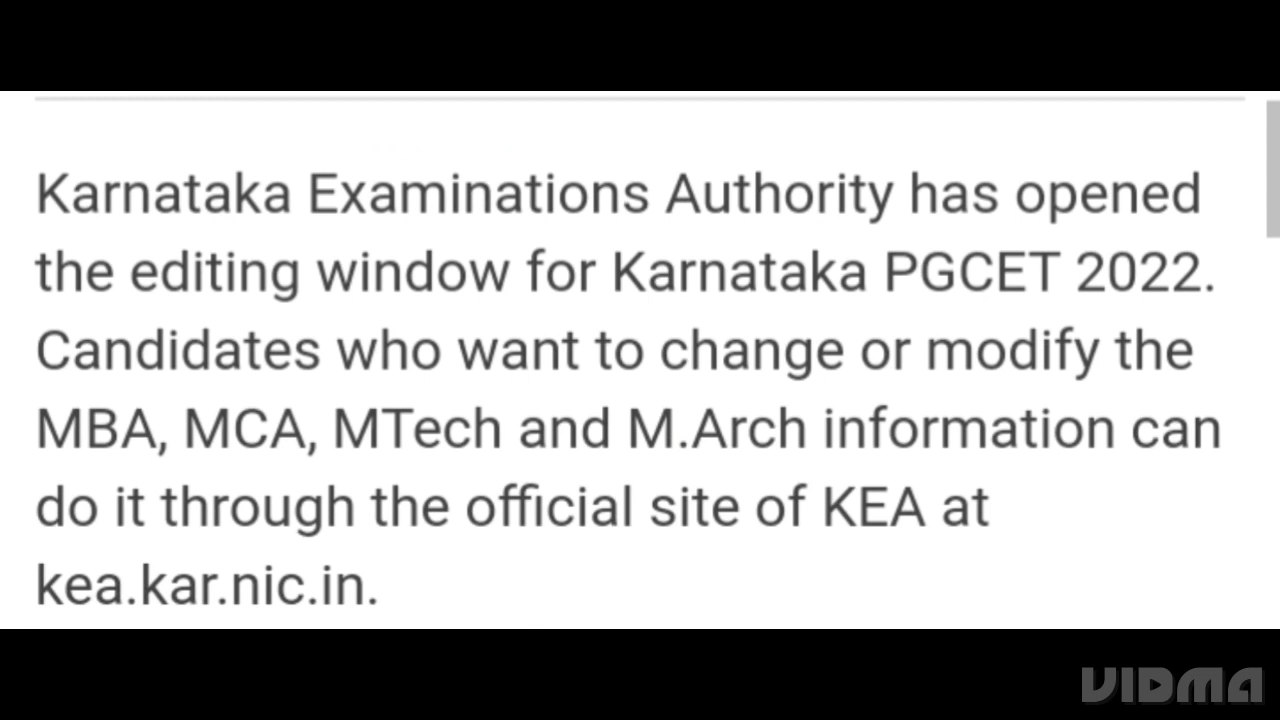 Karnataka Examinations Authority has opened
the editing window for Karnataka PGCET 2022.
Candidates who want to change or modify the
MBA, MCA, MTech and M.Arch information can
do it through the official site of KEA at
kea.kar.nic.in.
VIDMA